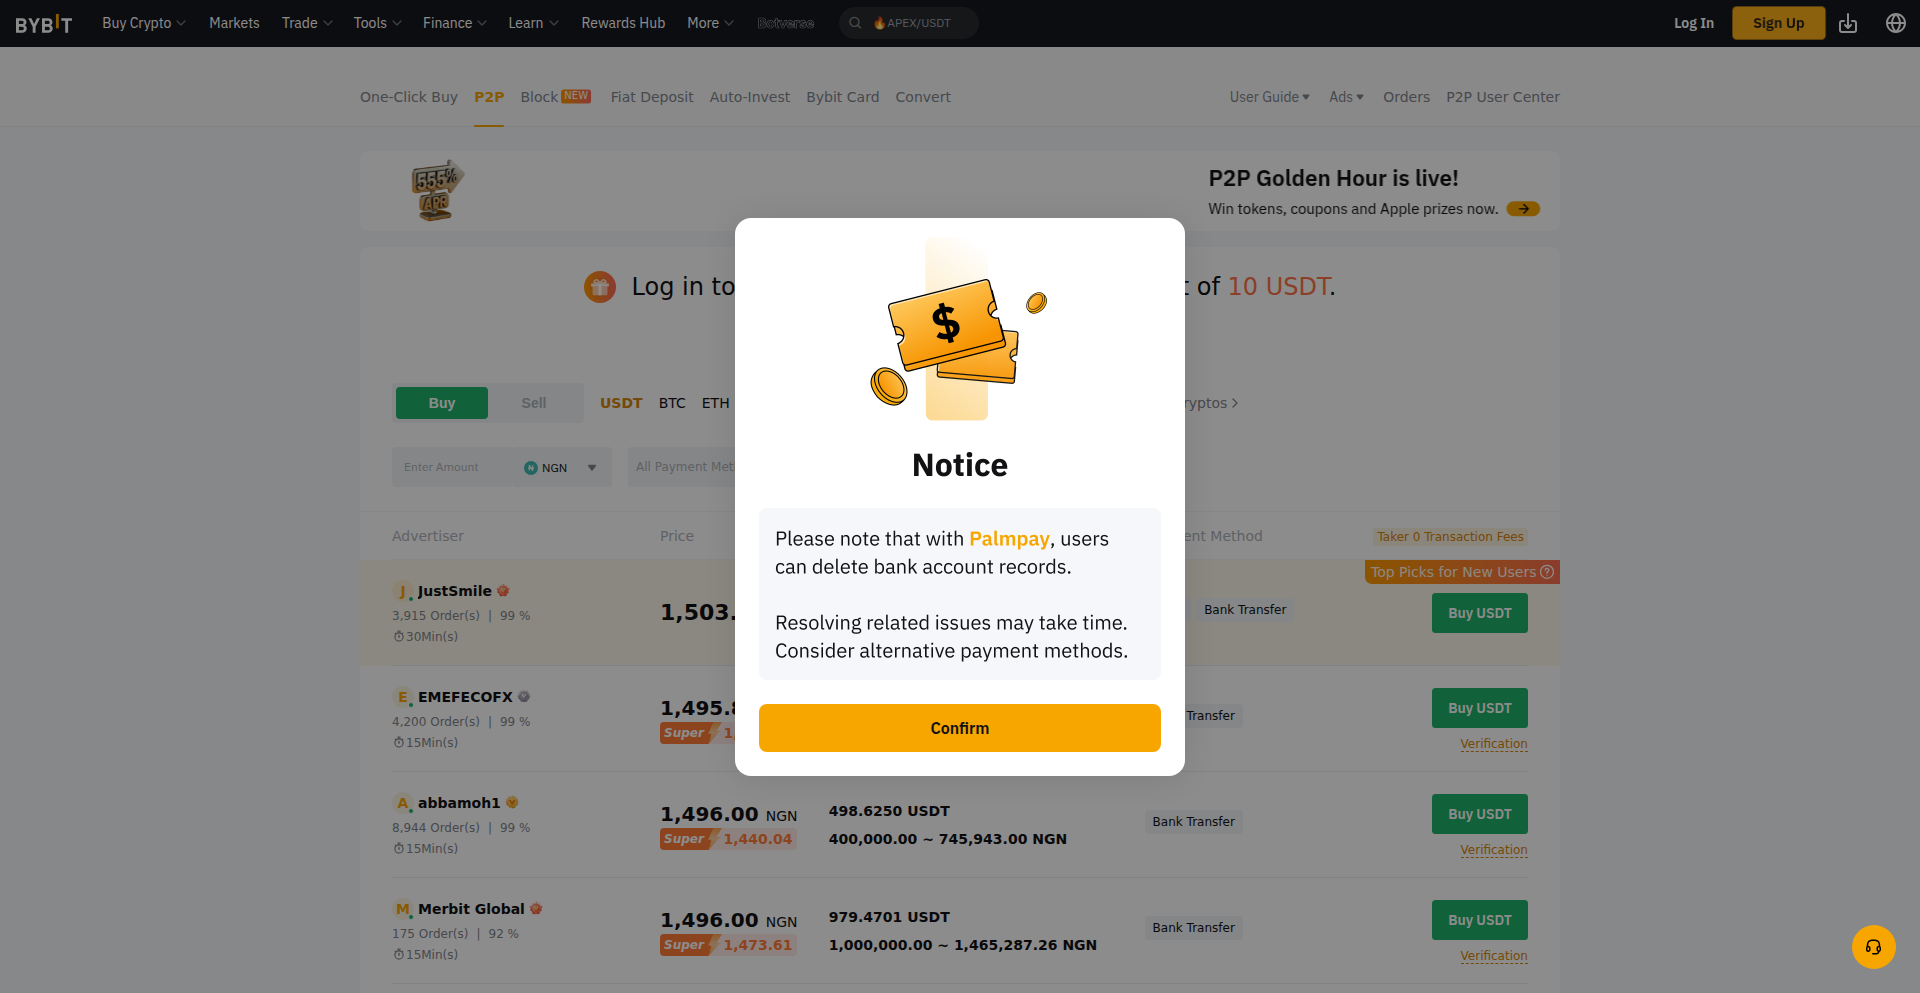 BYBIT Buy Crypto Markets Trade Tools Finance Learn Rewards Hub More Botverse APEX/USDT Log In Sign Up
One-Click Buy P2P Block NEW Fiat Deposit Auto-Invest Bybit Card Convert User Guide Ads Orders P2P User Center
555% APR
P2P Golden Hour is live!
Win tokens, coupons and Apple prizes now.
Log in to
of 10 USDT.
Buy Sell USDT BTC ETH
ryptos
Enter Amount NGN All Payment Met
Advertiser Price nt Method Taker 0 Transaction Fees
Top Picks for New Users
J JustSmile
3,915 Order(s) | 99 %
30Min(s)
1,503.
Bank Transfer
Buy USDT
E EMEFECOFX
4,200 Order(s) | 99 %
15Min(s)
1,495.
Super 1,
Transfer
Buy USDT
Verification
A abbamoh1
8,944 Order(s) | 99 %
15Min(s)
1,496.00 NGN
Super 1,440.04
498.6250 USDT
400,000.00 ~ 745,943.00 NGN
Bank Transfer
Buy USDT
Verification
M Merbit Global
175 Order(s) | 92 %
15Min(s)
1,496.00 NGN
Super 1,473.61
979.4701 USDT
1,000,000.00 ~ 1,465,287.26 NGN
Bank Transfer
Buy USDT
Verification
$
Notice
Please note that with Palmpay, users
can delete bank account records.
Resolving related issues may take time.
Consider alternative payment methods.
Confirm